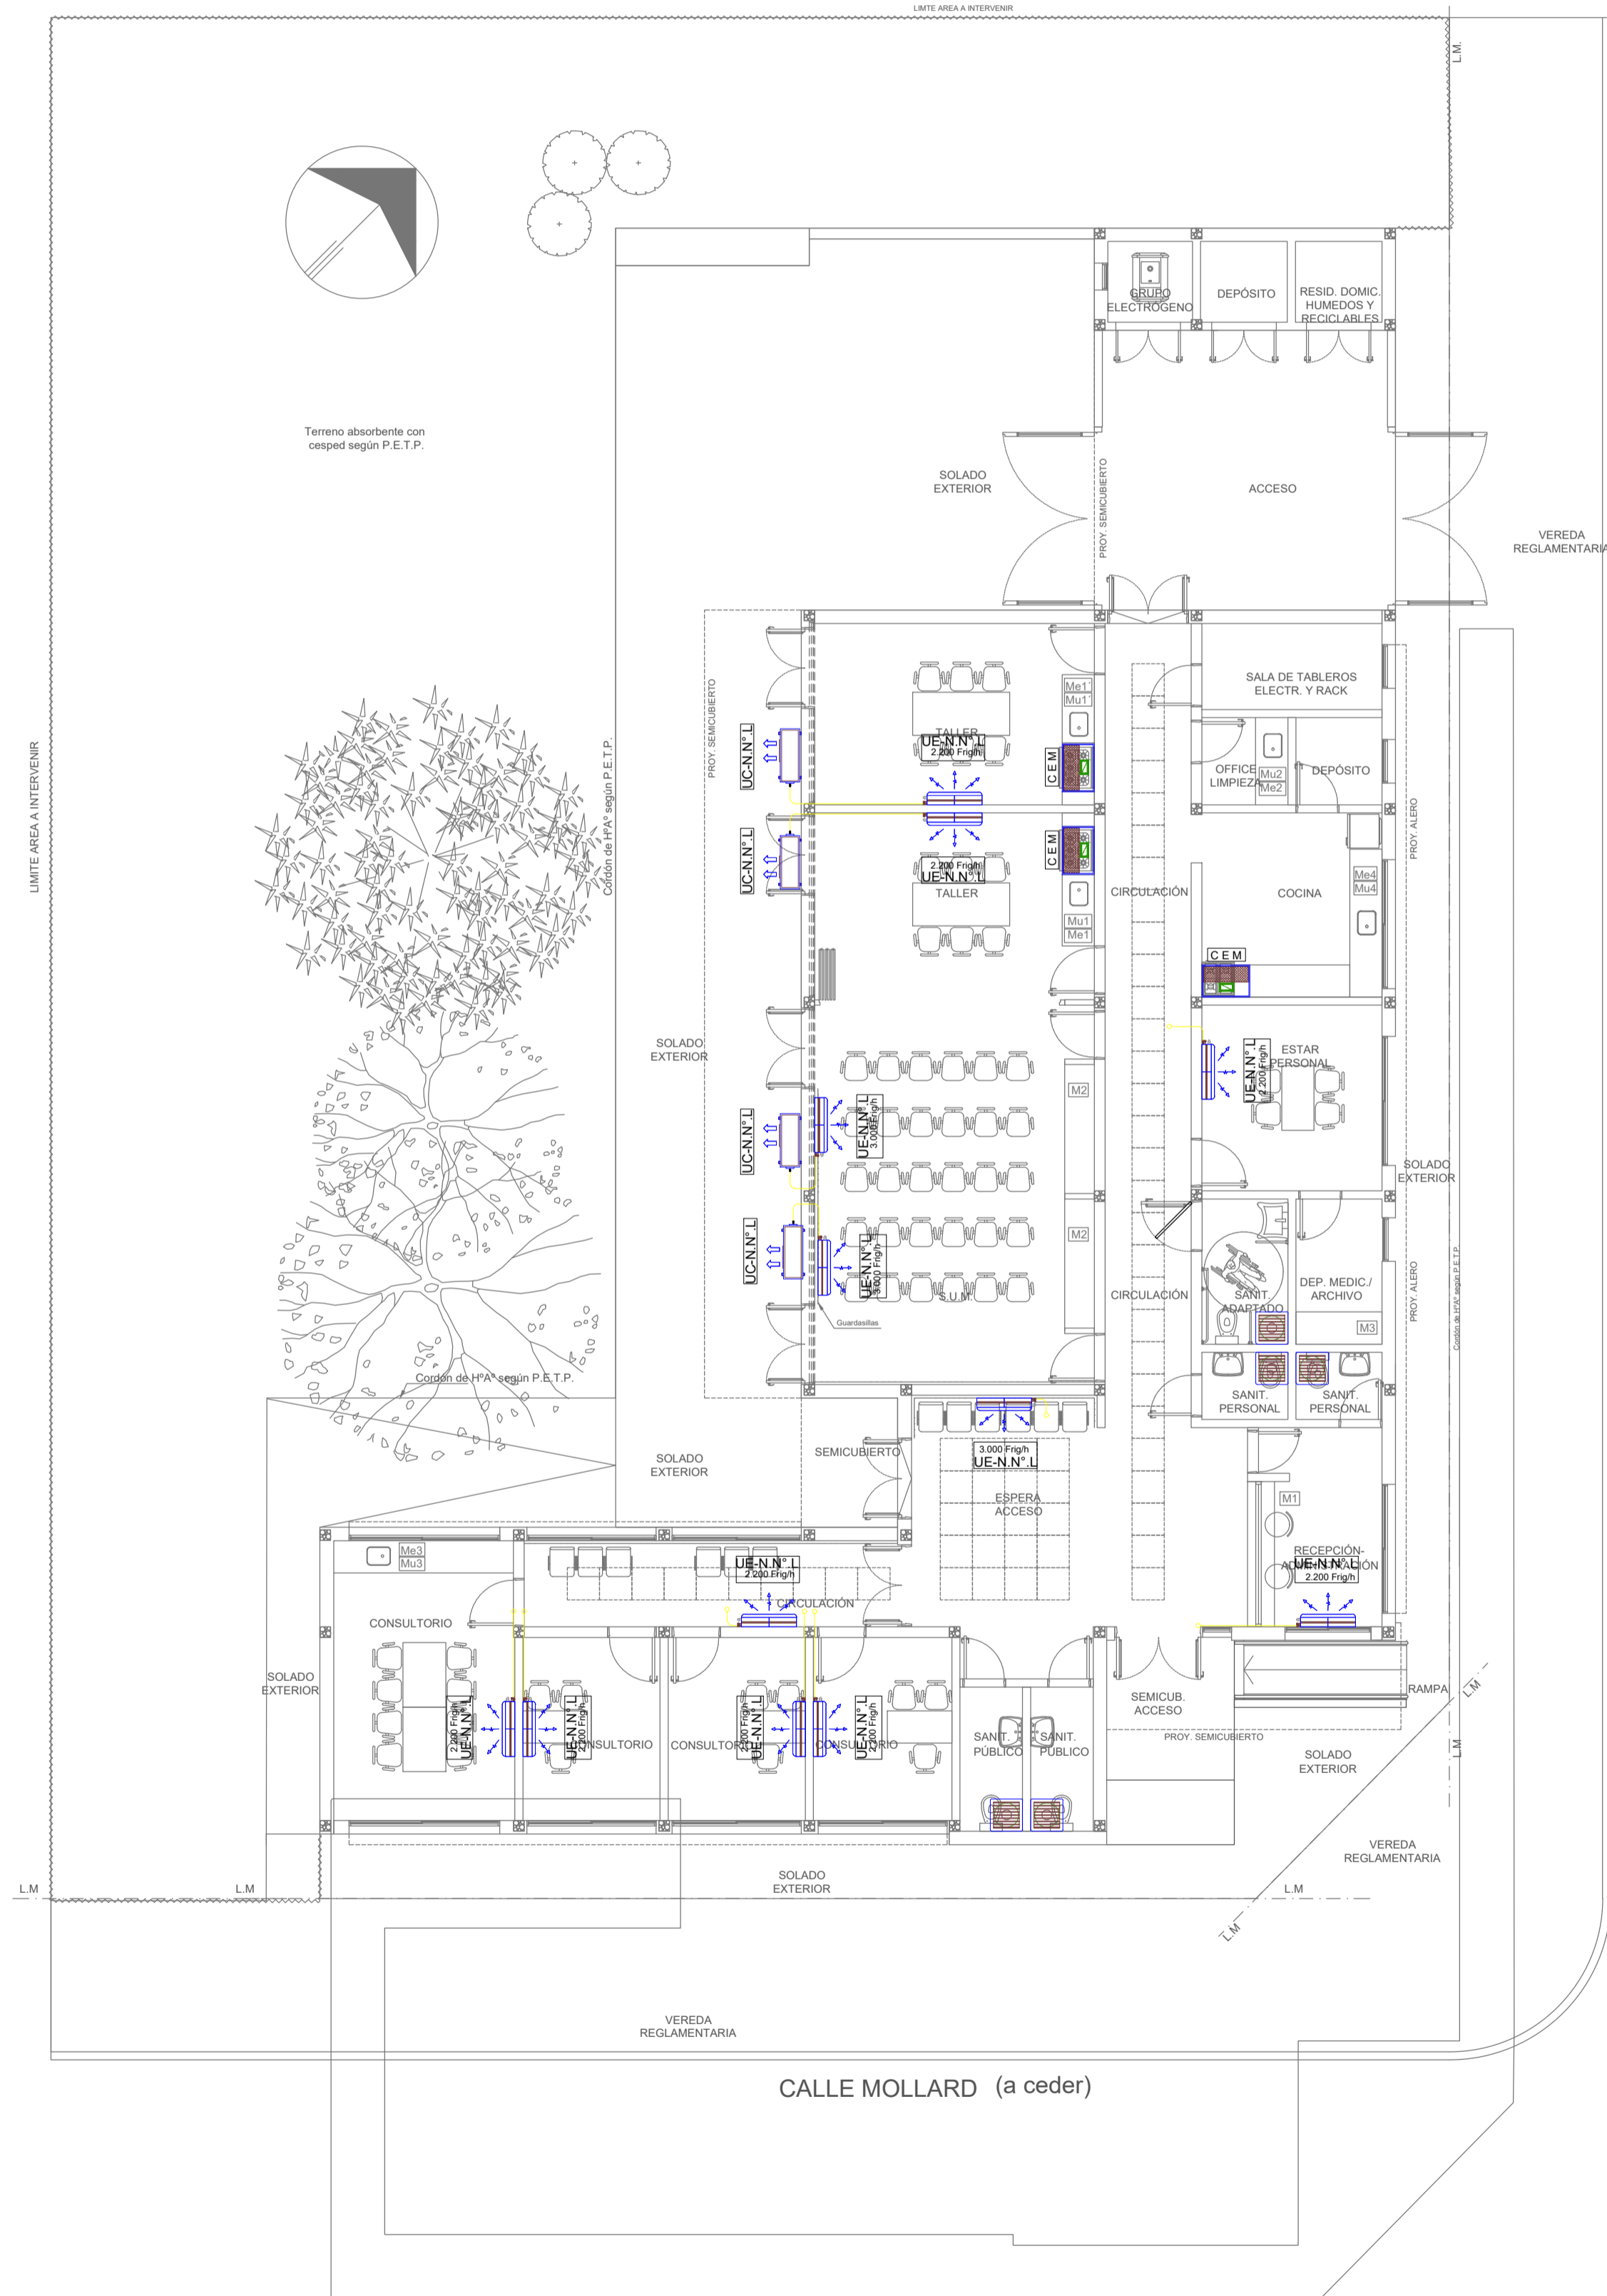 LIMTE AREA A INTERVENIR
L.M.
GRUPO
ELECTRÓGENO
DEPÓSITO
RESID. DOMIC.
HUMEDOS Y
RECICLABLES
Terreno absorbente con
cesped según P.E.T.P.
SOLADO
EXTERIOR
PROY. SEMICUBIERTO
ACCESO
VEREDA
REGLAMENTARIA
LIMITE AREA A INTERVENIR
Cordón de HºAº según P.E.T.P.
PROY. SEMICUBIERTO
SALA DE TABLEROS
ELECTR. Y RACK
Me1´
Mu1´
TALLER
UE-N.N°.L
2.200 Frig/h
UC-N.N°.L
CEM
OFFICE
LIMPIEZA
Mu2
Me2
DEPÓSITO
PROY. ALERO
UC-N.N°.L
CEM
2.200 Frig/h
UE-N.N°.L
TALLER
CIRCULACIÓN
COCINA
Me4
Mu4
Mu1
Me1
CEM
SOLADO
EXTERIOR
ESTAR
PERSONAL
UE-N.N°.L
2.200 Frig/h
M2
UC-N.N°.L
UE-N.N°.L
3.000 Frig/h
SOLADO
EXTERIOR
M2
UC-N.N°.L
UE-N.N°.L
3.000 Frig/h
S.U.M.
CIRCULACIÓN
SANIT.
ADAPTADO
DEP. MEDIC./
ARCHIVO
M3
PROY. ALERO
Cordón de HºAº según P.E.T.P.
Guardasillas
Cordón de HºAº según P.E.T.P.
SANIT.
PERSONAL
SANIT.
PERSONAL
SOLADO
EXTERIOR
SEMICUBIERTO
3.000 Frig/h
UE-N.N°.L
ESPERA
ACCESO
M1
RECEPCIÓN-
ADMINISTRACIÓN
UE-N.N°.L
2.200 Frig/h
Me3
Mu3
UE-N.N°.L
2.200 Frig/h
CIRCULACIÓN
CONSULTORIO
SOLADO
EXTERIOR
2.200 Frig/h
UE-N.N°.L
UE-N.N°.L
2.200 Frig/h
CONSULTORIO
CONSULTORIO
2.200 Frig/h
UE-N.N°.L
UE-N.N°.L
2.200 Frig/h
CONSULTORIO
SANIT.
PÚBLICO
SANIT.
PÚBLICO
SEMICUB.
ACCESO
RAMPA
L.M
PROY. SEMICUBIERTO
L.M
SOLADO
EXTERIOR
VEREDA
REGLAMENTARIA
SOLADO
EXTERIOR
L.M
L.M
L.M
L.M
VEREDA
REGLAMENTARIA
CALLE MOLLARD (a ceder)